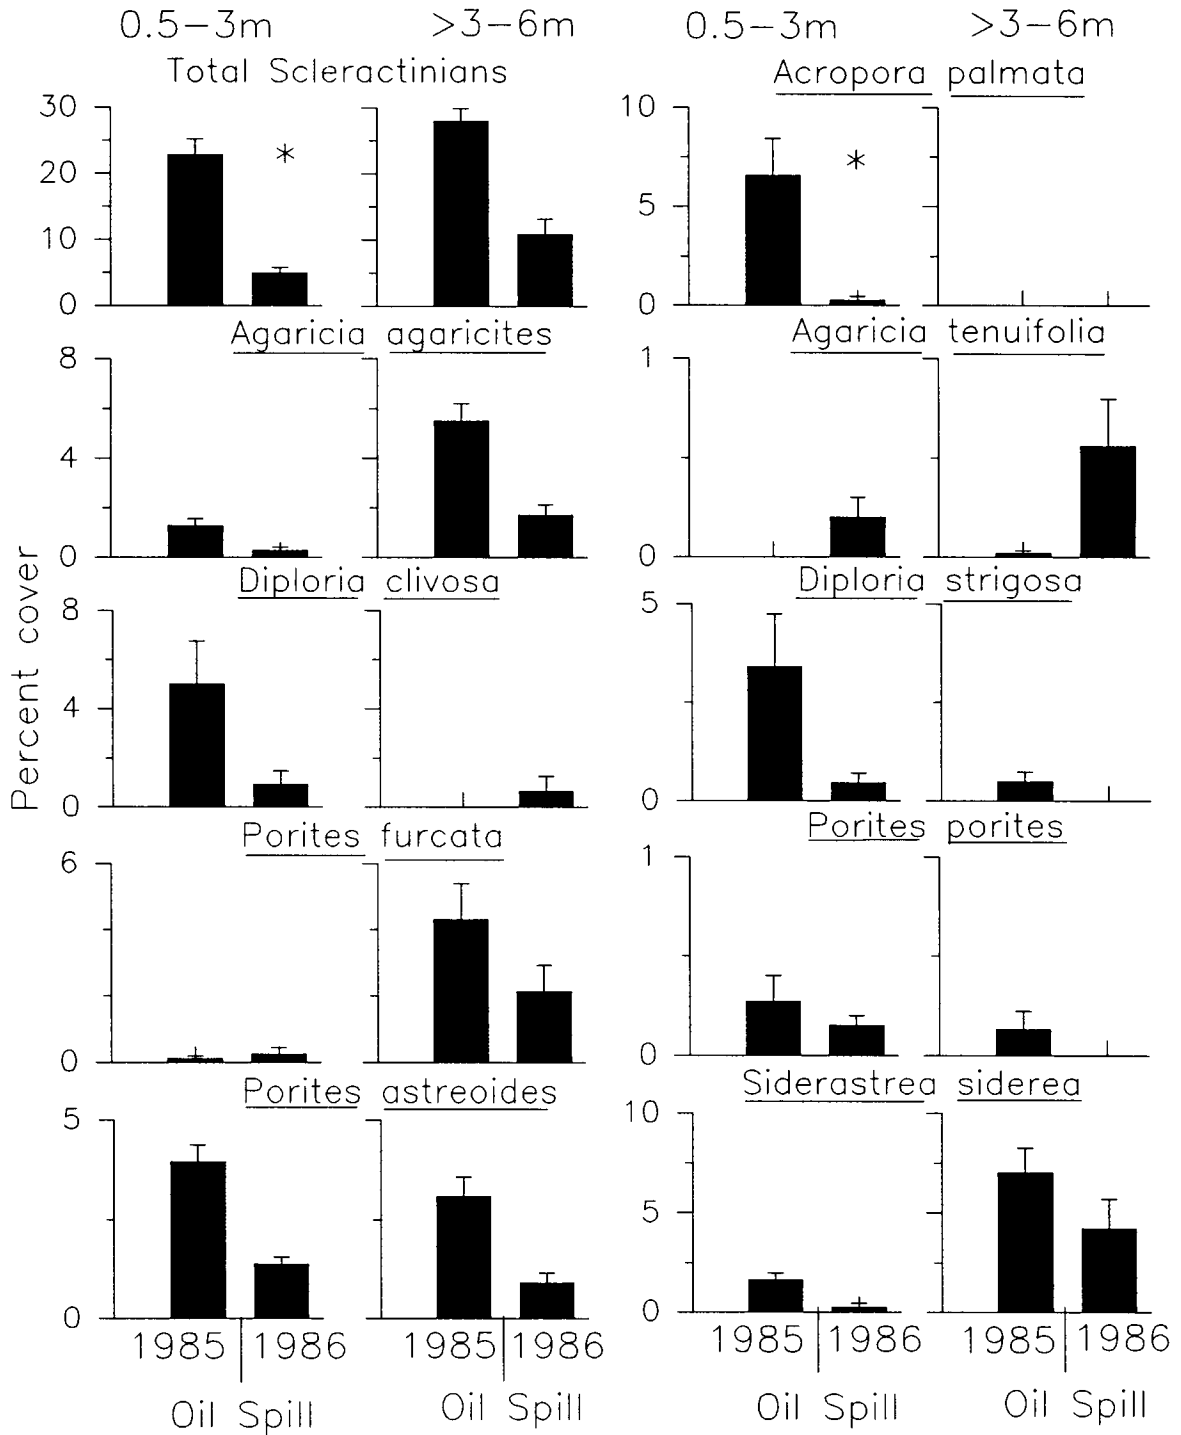 0.5-3m >3-6m 0.5-3m >3-6m
Total Scleractinians Acropora palmata
30 20 10 0
*
10 5 0
*
Agaricia agaricites Agaricia tenuifolia
8 4 0
1 0
Diploria clivosa Diploria strigosa
8 4 0
5 0
Porites furcata Porites porites
6 0
1 0
Porites astreoides Siderastrea siderea
5 0
10 5 0
Percent cover
1985 1986 1985 1986 1985 1986 1985 1986
Oil Spill Oil Spill Oil Spill Oil Spill